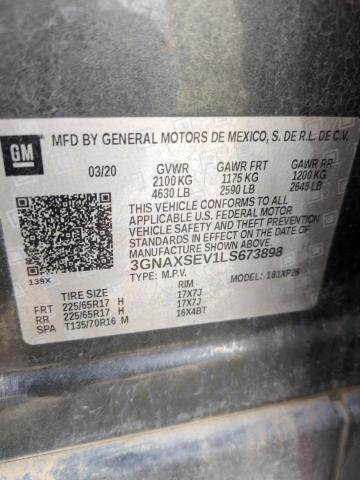 GM
MFD BY GENERAL MOTORS DE MEXICO, S. DE R.L. DE C.V.
03/20 GVWR GAWR FRT GAWR RR
2100 KG 1175 KG 1200 KG
4630 LB 2590 LB 2645 LB
THIS VEHICLE CONFORMS TO ALL
APPLICABLE U.S. FEDERAL MOTOR
VEHICLE SAFETY AND THEFT
PREVENTION STANDARDS IN EFFECT
ON THE DATE OF MANUFACTURE
SHOWN ABOVE.
3GNAXSEV1LS673898
139X TYPE: M.P.V. MODEL: 181XP26
TIRE SIZE RIM
FRT 225/65R17 H 17X7J
RR 225/65R17 H 17X7J
SPA T135/70R16 M 16X4BT